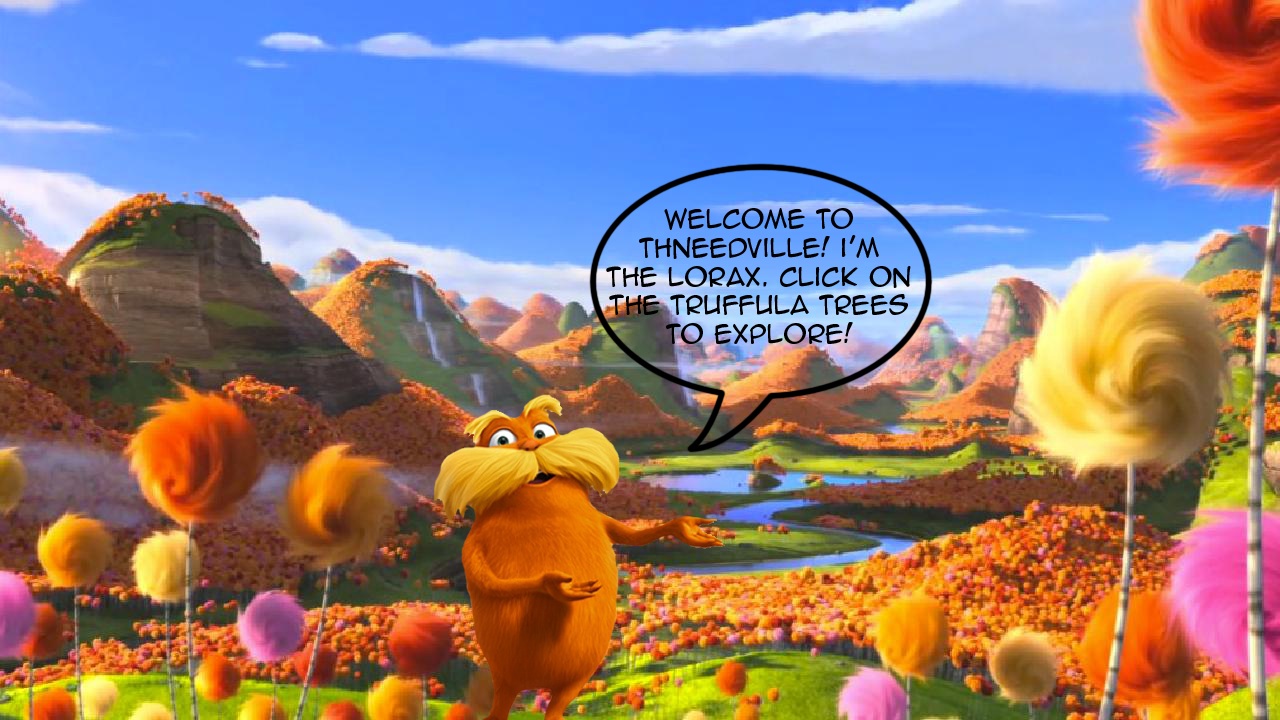 WELCOME TO
THNEEDVILLE! I'M
THE LORAX. CLICK ON
THE TRUFFULA TREES
TO EXPLORE!